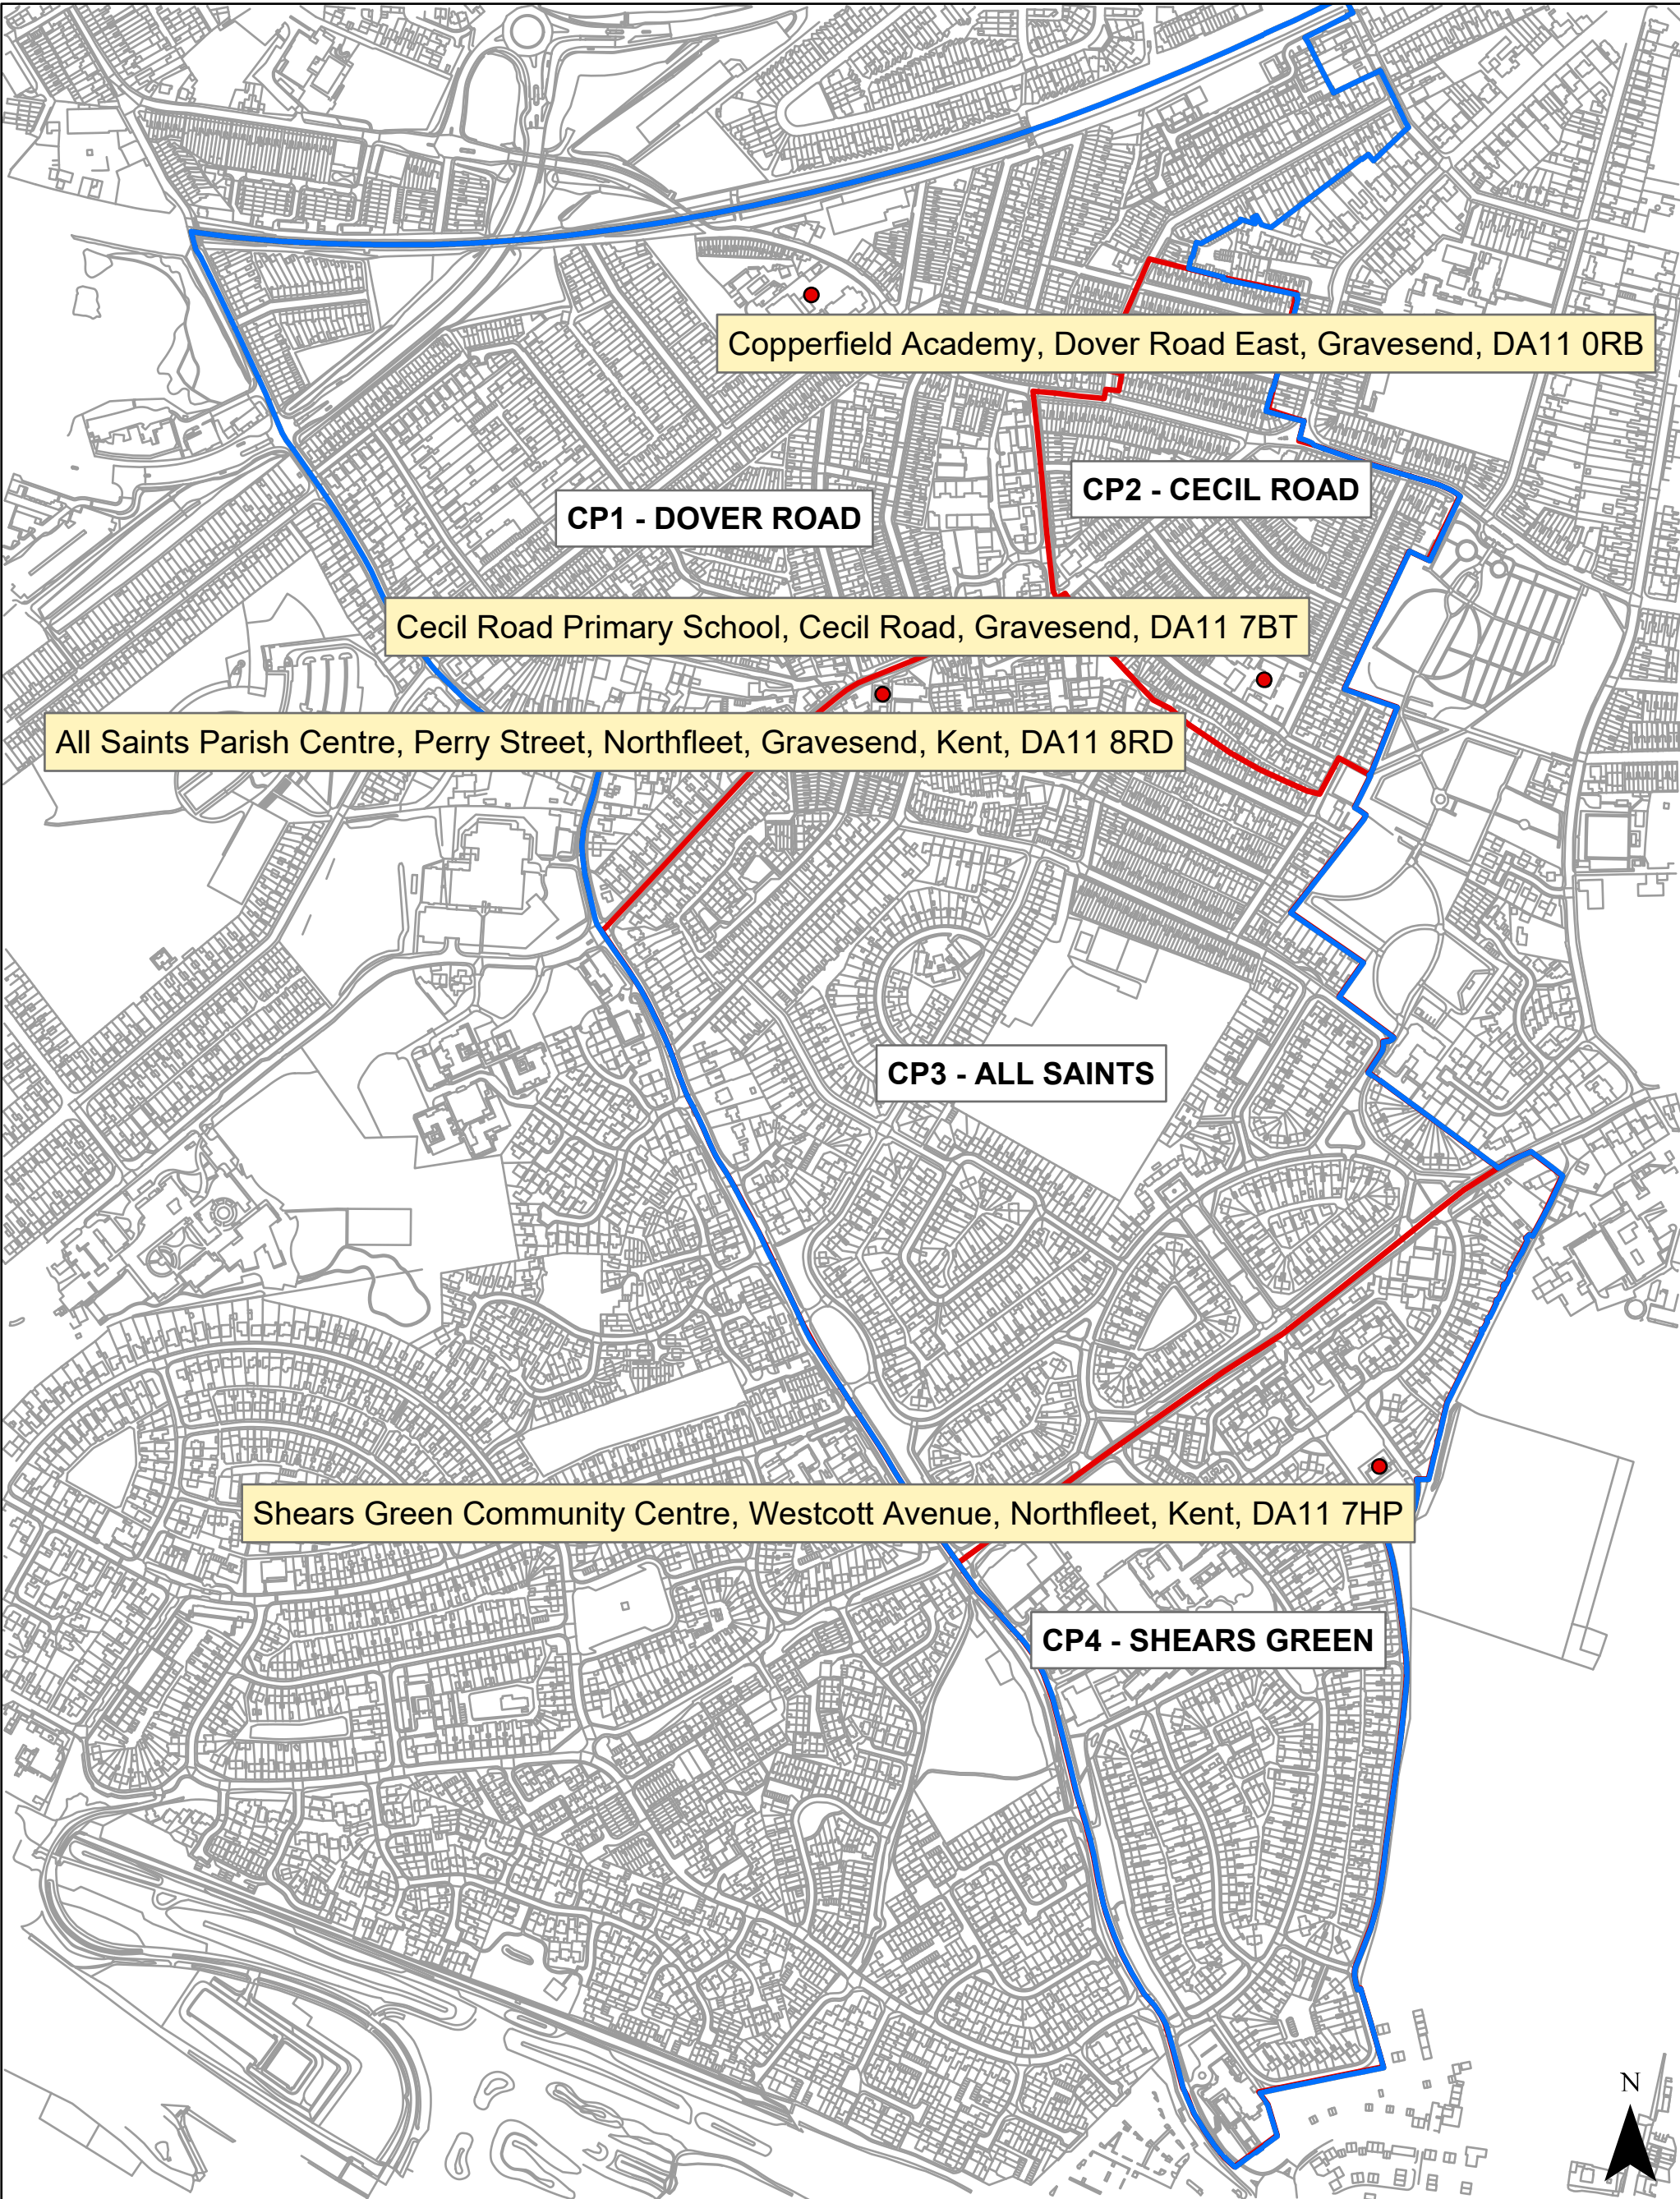 Copperfield Academy, Dover Road East, Gravesend, DA11 0RB
CP2 - CECIL ROAD
CP1 - DOVER ROAD
Cecil Road Primary School, Cecil Road, Gravesend, DA11 7BT
All Saints Parish Centre, Perry Street, Northfleet, Gravesend, Kent, DA11 8RD
CP3 - ALL SAINTS
Shears Green Community Centre, Westcott Avenue, Northfleet, Kent, DA11 7HP
CP4 - SHEARS GREEN
N